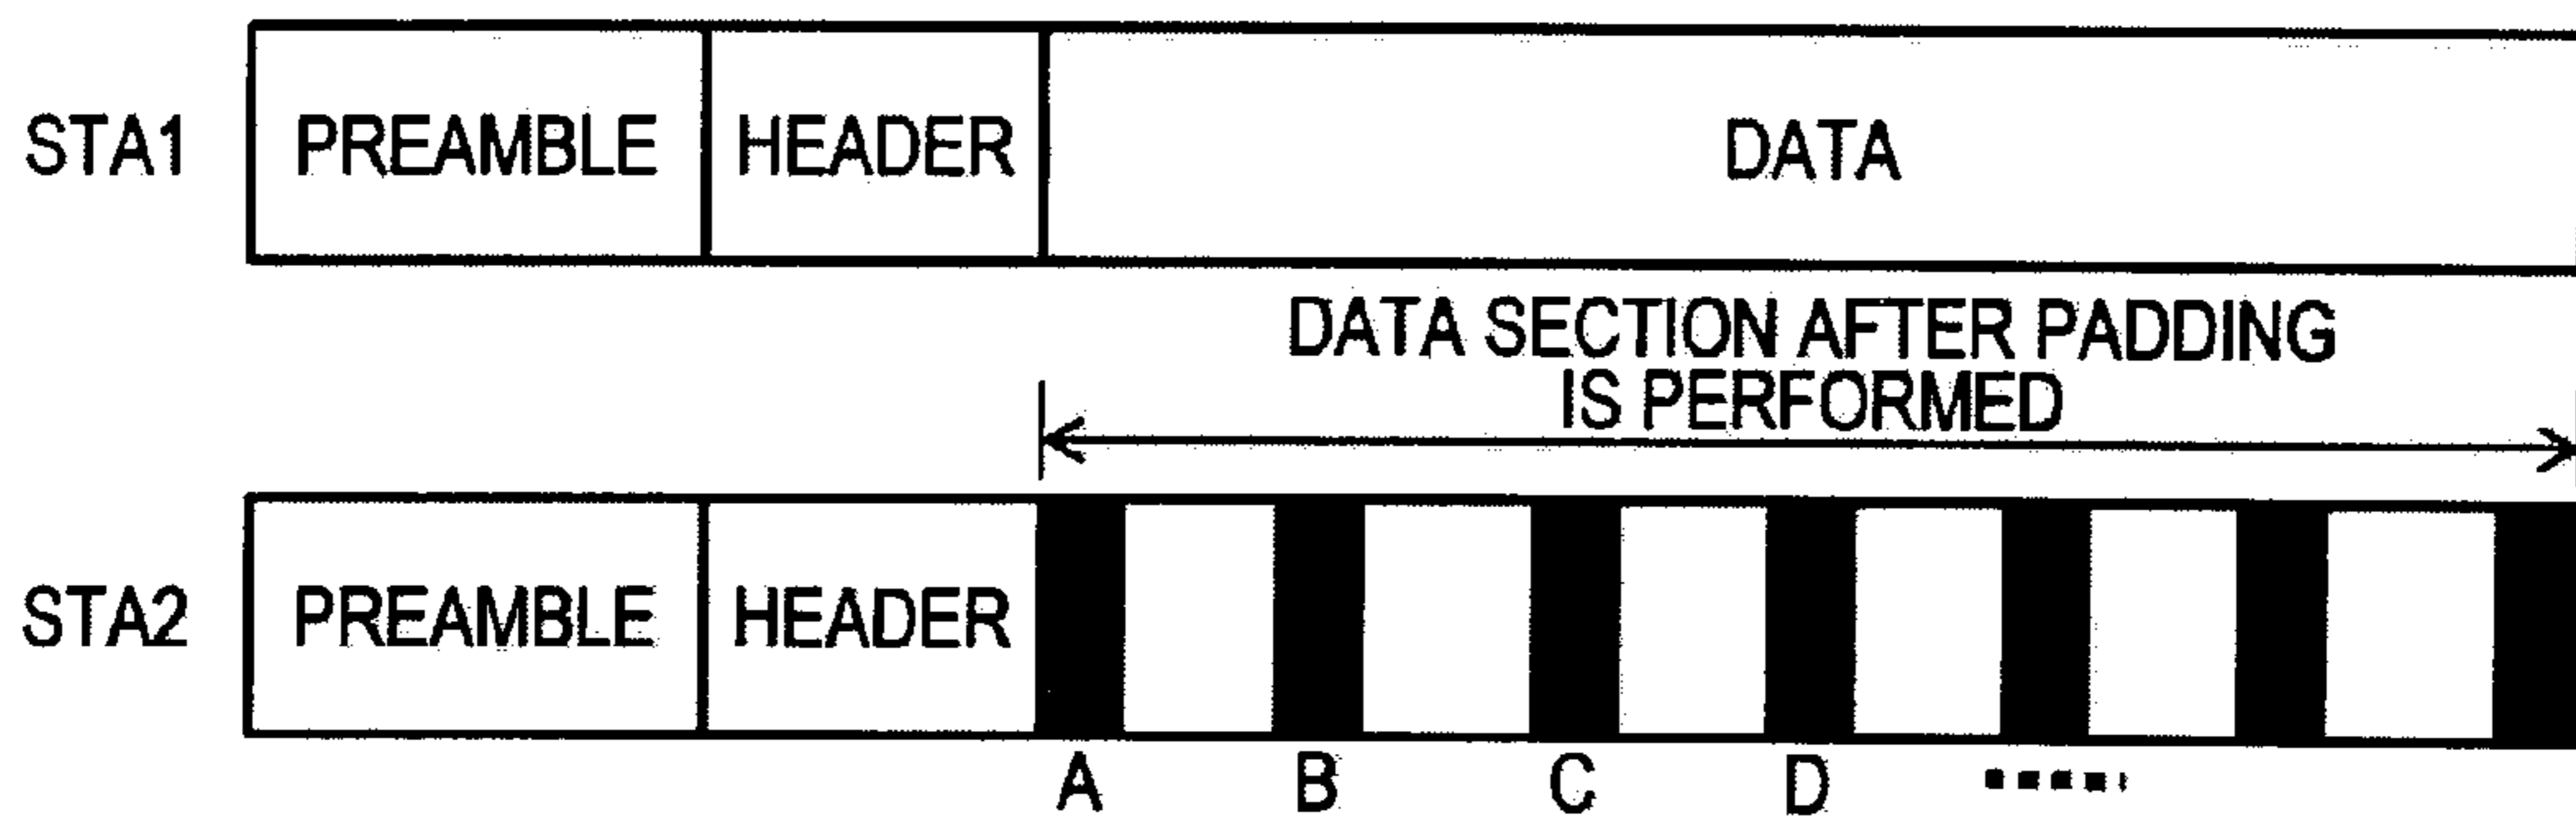 STA1 PREAMBLE HEADER DATA
DATA SECTION AFTER PADDING
IS PERFORMED
STA2 PREAMBLE HEADER
A B C D